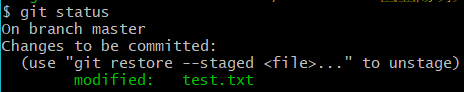 $ git status
On branch master
Changes to be committed:
  (use "git restore --staged <file>..." to unstage)
        modified:   test.txt